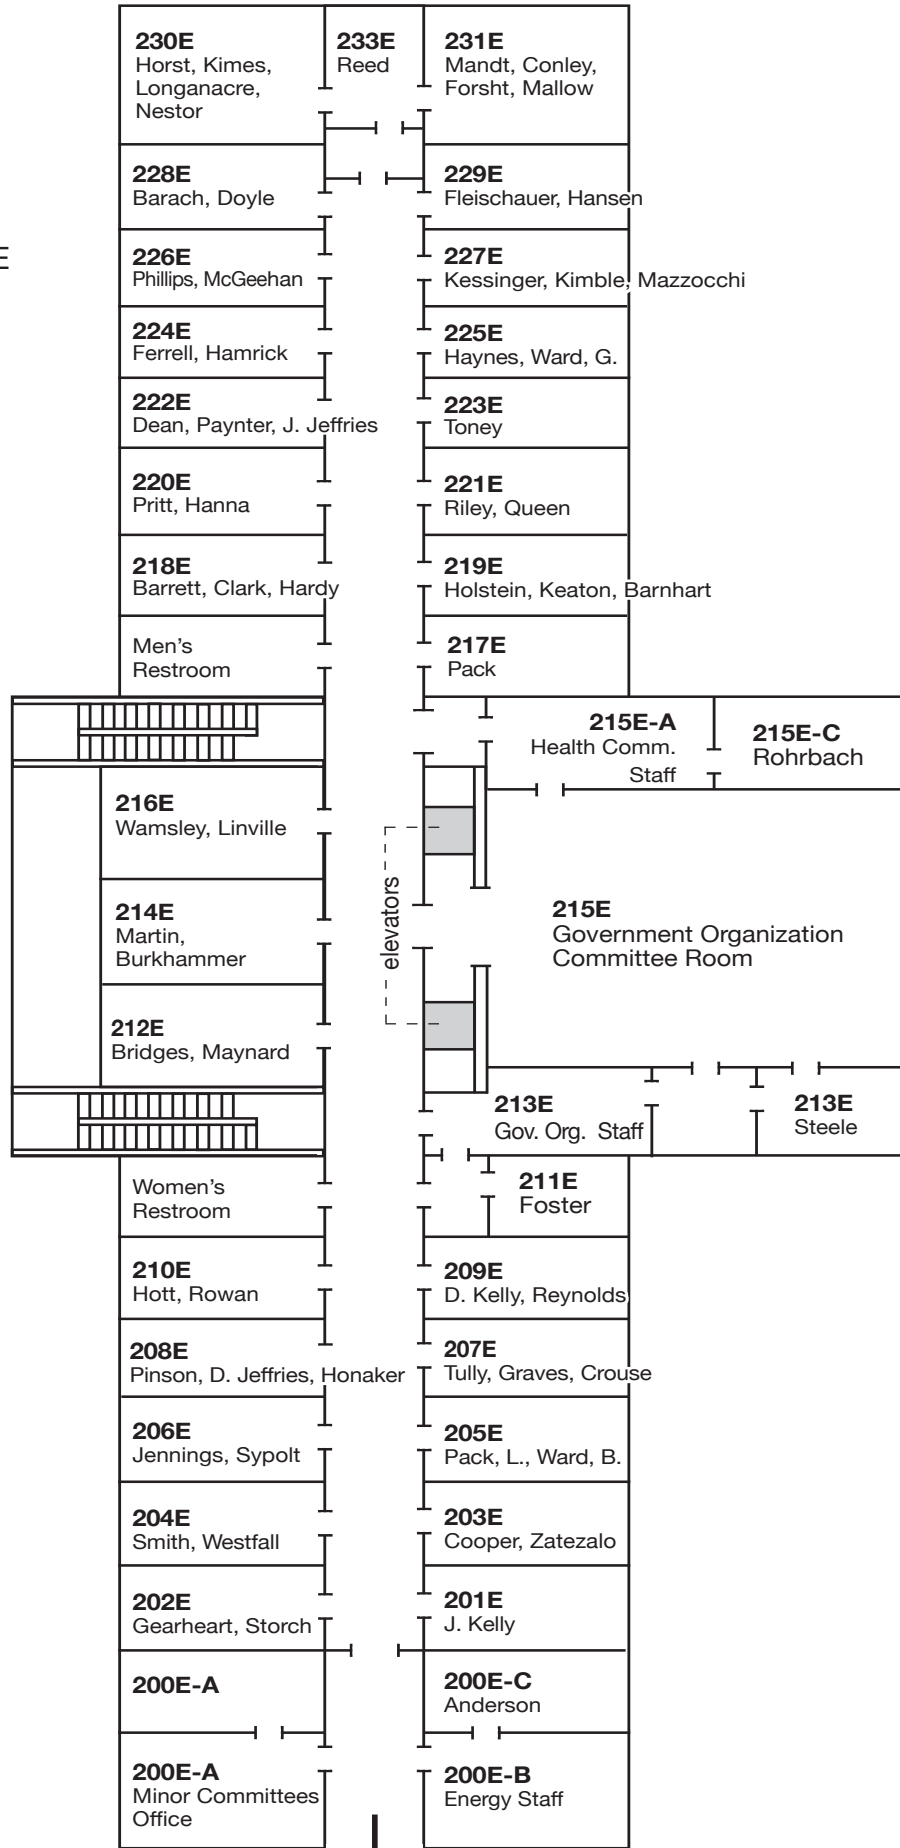 230E
Horst, Kimes,
Longanacre,
Nestor
233E
Reed
231E
Mandt, Conley,
Forsht, Mallow
228E
Barach, Doyle
229E
Fleischauer, Hansen
E
226E
Phillips, McGeehan
227E
Kessinger, Kimble, Mazzocchi
224E
Ferrell, Hamrick
225E
Haynes, Ward, G.
222E
Dean, Paynter, J. Jeffries
223E
Toney
220E
Pritt, Hanna
221E
Riley, Queen
218E
Barrett, Clark, Hardy
219E
Holstein, Keaton, Barnhart
Men's
Restroom
217E
Pack
215E-A
Health Comm.
Staff
215E-C
Rohrbach
216E
Wamsley, Linville
elevators
214E
Martin,
Burkhammer
215E
Government Organization
Committee Room
212E
Bridges, Maynard
213E
Gov. Org. Staff
213E
Steele
Women's
Restroom
211E
Foster
210E
Hott, Rowan
209E
D. Kelly, Reynolds
208E
Pinson, D. Jeffries, Honaker
207E
Tully, Graves, Crouse
206E
Jennings, Sypolt
205E
Pack, L., Ward, B.
204E
Smith, Westfall
203E
Cooper, Zatezalo
202E
Gearheart, Storch
201E
J. Kelly
200E-A
200E-C
Anderson
200E-A
Minor Committees
Office
200E-B
Energy Staff